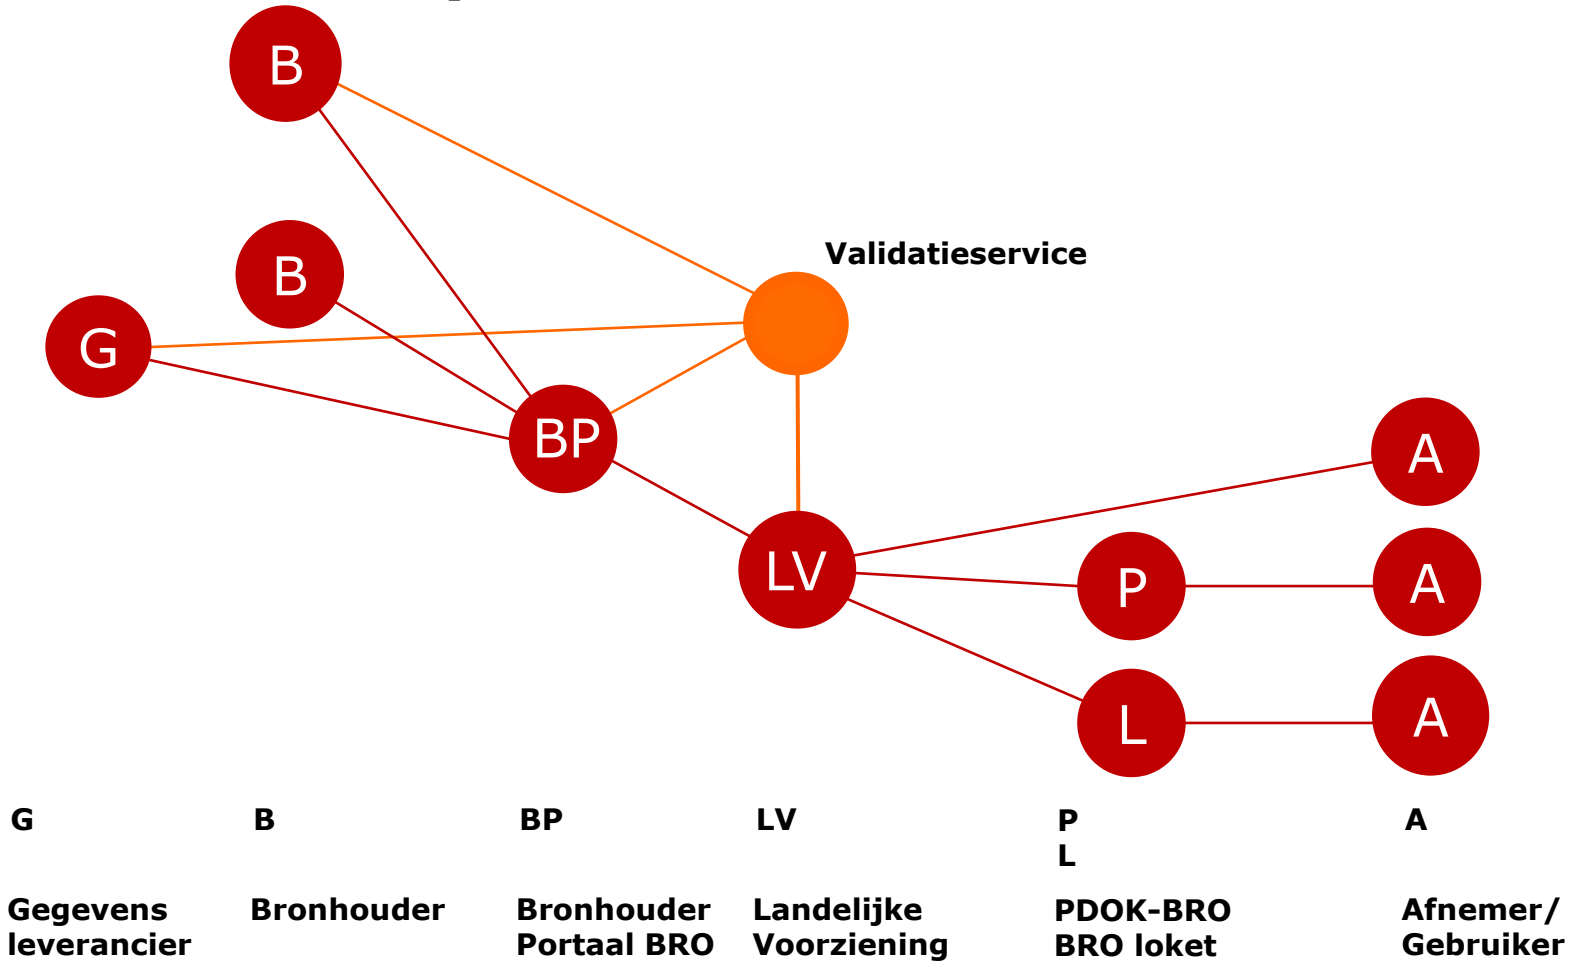 B
Validatieservice
B
G
BP
A
LV
P
A
L
A
G
B
BP
LV
P
L
A
Gegevens
leverancier
Bronhouder
Bronhouder
Portaal BRO
Landelijke
Voorziening
PDOK-BRO
BRO loket
Afnemer/
Gebruiker